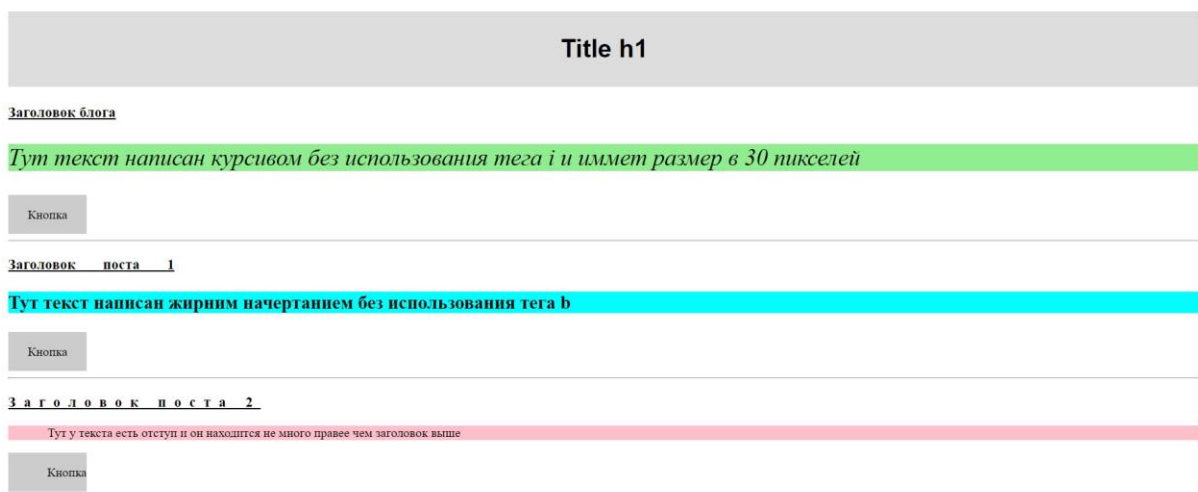 Title h1
Заголовок блога
Тут текст написан курсивом без использования тега i и иммет размер в 30 пикселей
Кнопка
Заголовок поста 1
Тут текст написан жирним начертанием без использования тега b
Кнопка
Заголовок поста 2
Тут у текста есть отступ и он находится не много правее чем заголовок выше
Кнопка